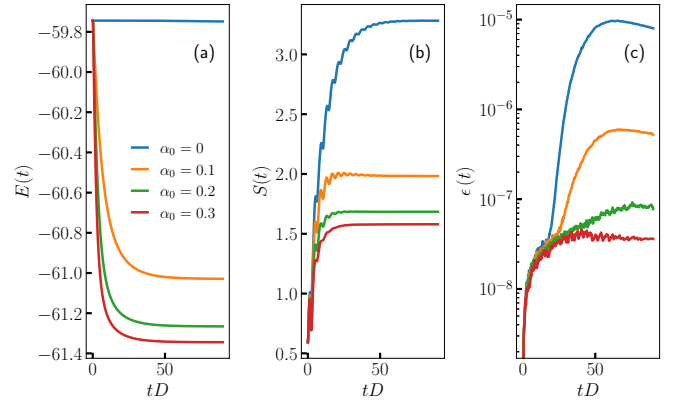 (a)
E(t)
−59.8
−60.0
−60.2
−60.4
−60.6
−60.8
−61.0
−61.2
−61.4
α₀ = 0
α₀ = 0.1
α₀ = 0.2
α₀ = 0.3
0
50
tD
(b)
S(t)
3.0
2.5
2.0
1.5
1.0
0.5
0
50
tD
(c)
ϵ(t)
10⁻⁵
10⁻⁶
10⁻⁷
10⁻⁸
0
50
tD